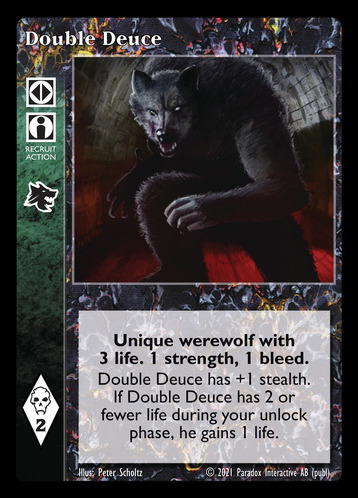 Double Deuce
RECRUIT
ACTION
Unique werewolf with
3 life. 1 strength, 1 bleed.
Double Deuce has +1 stealth.
If Double Deuce has 2 or
fewer life during your unlock
phase, he gains 1 life.
2
Illus: Peter Scholtz
© 2021 Paradox Interactive AB (publ)